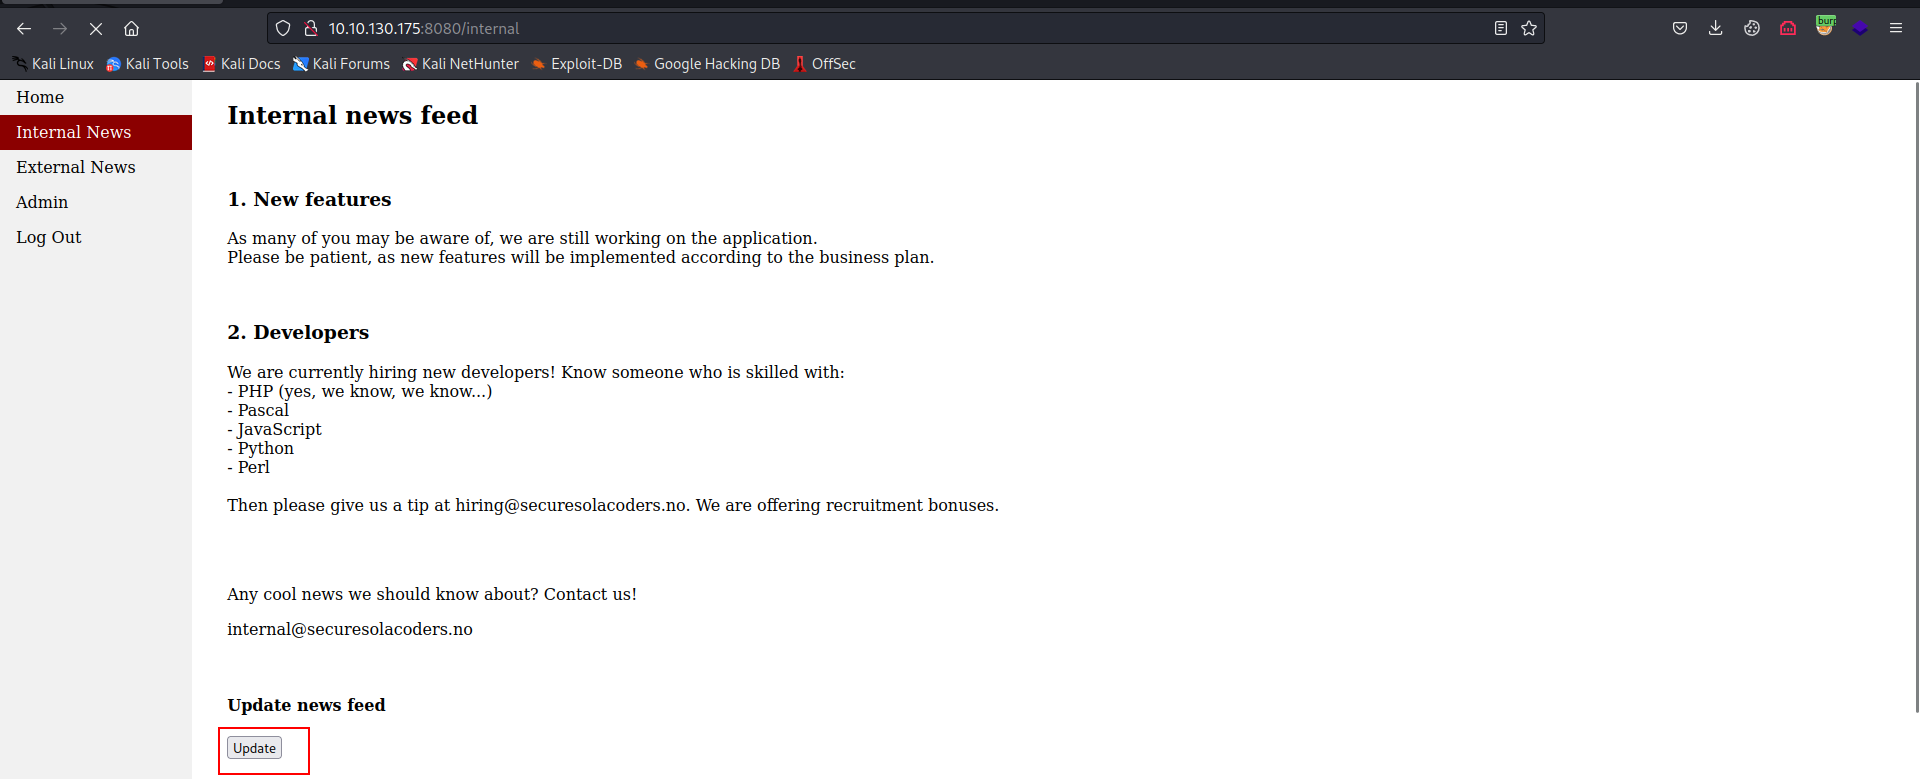 10.10.130.175:8080/internal
burp
Kali Linux Kali Tools Kali Docs Kali Forums Kali NetHunter Exploit-DB Google Hacking DB OffSec
Home
Internal News
External News
Admin
Log Out
Internal news feed
1. New features
As many of you may be aware of, we are still working on the application.
Please be patient, as new features will be implemented according to the business plan.
2. Developers
We are currently hiring new developers! Know someone who is skilled with:
- PHP (yes, we know, we know...)
- Pascal
- JavaScript
- Python
- Perl
Then please give us a tip at hiring@securesolacoders.no. We are offering recruitment bonuses.
Any cool news we should know about? Contact us!
internal@securesolacoders.no
Update news feed
Update